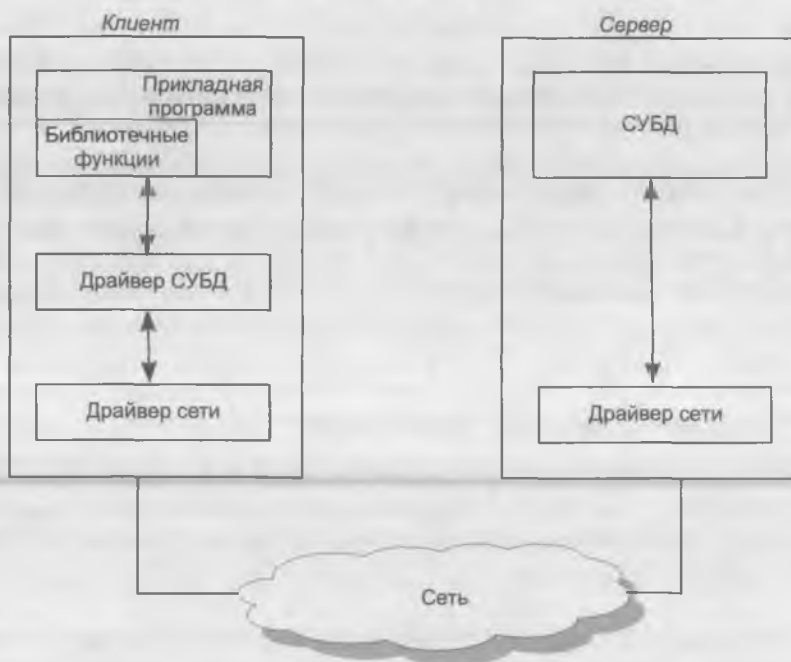 Клиент
Прикладная
программа
Библиотечные
функции
Драйвер СУБД
Драйвер сети
Сервер
СУБД
Драйвер сети
Сеть